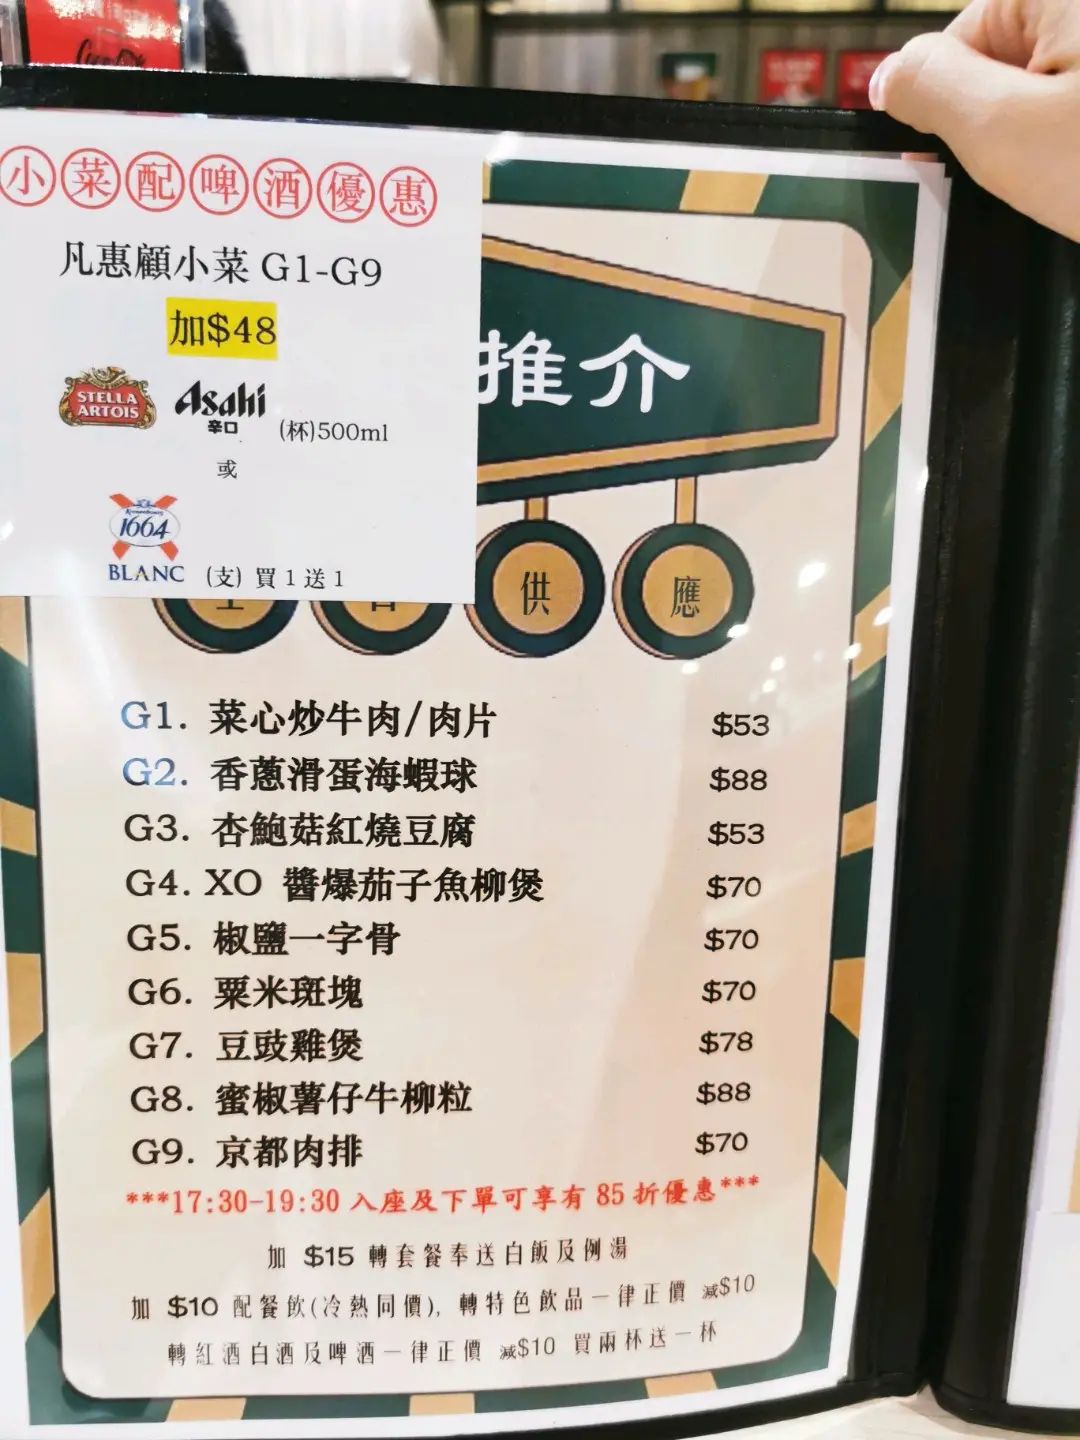 小菜配啤酒優惠
凡惠顧小菜 G1-G9
加$48
STELLA ARTOIS Asahi 辛口 (杯)500ml
或
Kronenbourg 1664 BLANC (支) 買 1 送 1
推介
供應
G1. 菜心炒牛肉/肉片 $53
G2. 香蔥滑蛋海蝦球 $88
G3. 杏鮑菇紅燒豆腐 $53
G4. XO 醬爆茄子魚柳煲 $70
G5. 椒鹽一字骨 $70
G6. 粟米斑塊 $70
G7. 豆豉雞煲 $78
G8. 蜜椒薯仔牛柳粒 $88
G9. 京都肉排 $70
***17:30-19:30 入座及下單可享有 85 折優惠***
加 $15 轉套餐奉送白飯及例湯
加 $10 配餐飲(冷熱同價), 轉特色飲品一律正價 減$10
轉紅酒白酒及啤酒一律正價 減$10 買兩杯送一杯